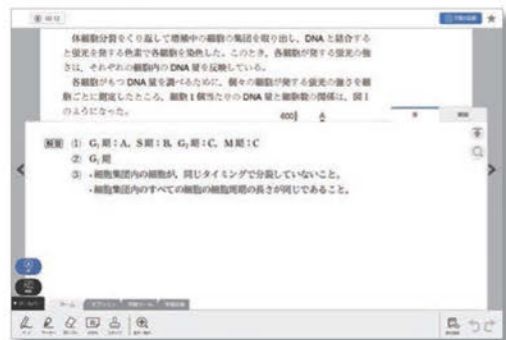 00:12
体細胞分裂をくり返して増殖中の細胞の集団を取り出し、DNAと結合する
と蛍光を発する色素で各細胞を染色した。このとき、各細胞が発する蛍光の強
さは、それぞれの細胞内のDNA量を反映している。
各細胞がもつDNA量を調べるために、個々の細胞が発する蛍光の強さを細
胞ごとに測定したところ、細胞1個当たりのDNA量と細胞数の関係は、図1
のようになった。
600 A
解答 (1) G₁期：A，S期：B，G₂期：C，M期：C
(2) G₁期
(3) ・細胞集団内の細胞が，同じタイミングで分裂していないこと。
・細胞集団内のすべての細胞の細胞周期の長さが同じであること。
ホーム